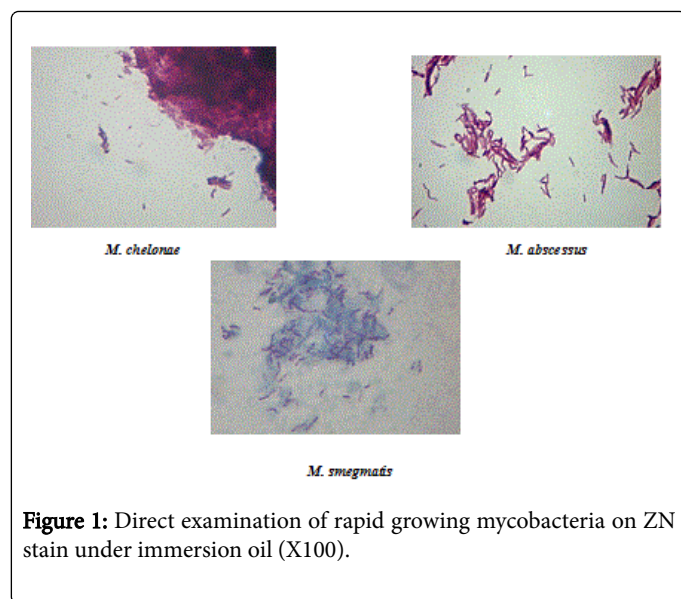 M. chelonae
M. abscessus
M. smegmatis
Figure 1: Direct examination of rapid growing mycobacteria on ZN
stain under immersion oil (X100).